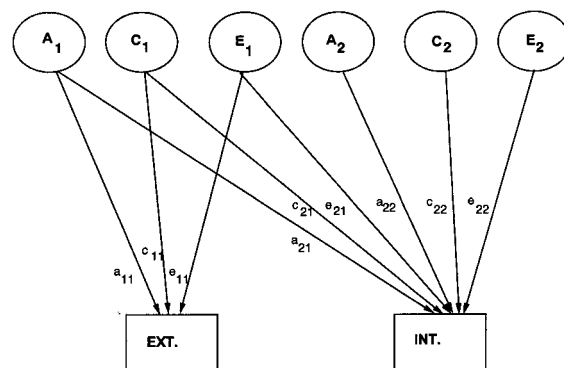 A1 C1 E1 A2 C2 E2
c21 e21 a22 c22 e22
a21
c11
a11 e11
EXT. INT.